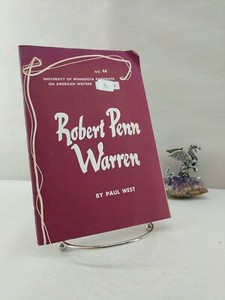 NO. 44
UNIVERSITY OF MINNESOTA PAMPHLETS
ON AMERICAN WRITERS
Robert Penn
Warren
BY PAUL WEST